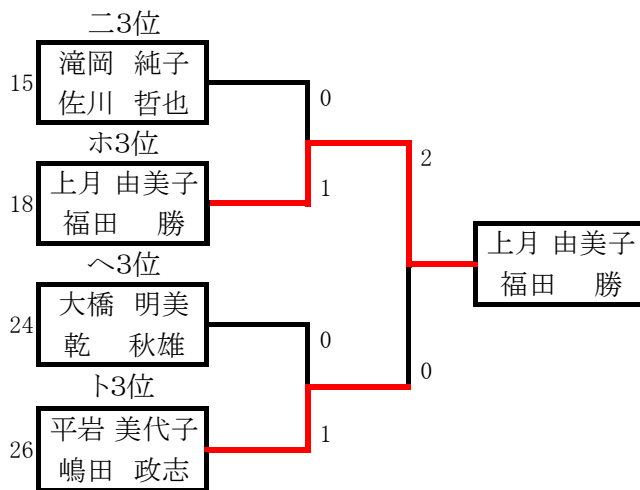 ニ3位
15
滝岡 純子
佐川 哲也
0
ホ3位
2
18
上月 由美子
福田 勝
1
上月 由美子
福田 勝
ヘ3位
24
大橋 明美
乾 秋雄
0
0
ト3位
26
平岩 美代子
嶋田 政志
1